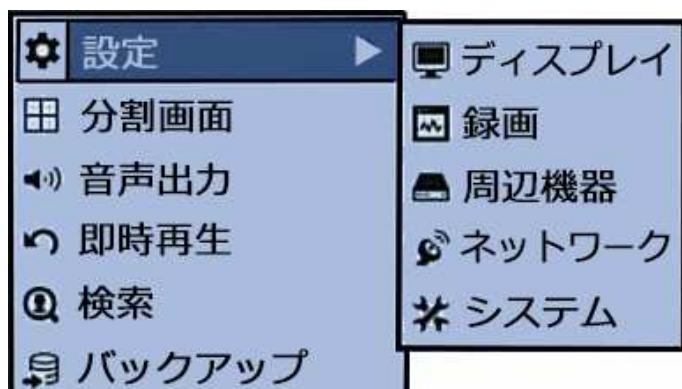 設定
分割画面
音声出力
即時再生
検索
バックアップ
ディスプレイ
録画
周辺機器
ネットワーク
システム